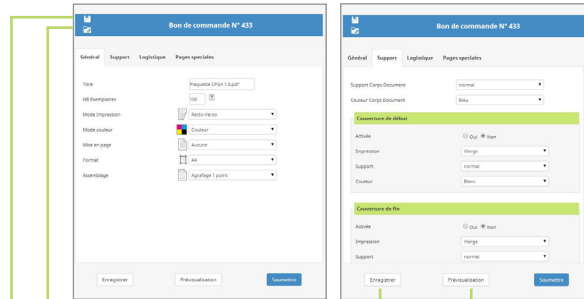 Bon de commande N° 433
Général Support Logistique Pages speciales
Titre Plaquette CPGA 1.8.pdf
NB Exemplaires 100
Mode Impression Recto-Verso
Mode couleur Couleur
Mise en page Aucune
Format A4
Assemblage Agrafage 1 points
Enregistrer Prévisualisation Soumettre
Bon de commande N° 433
Général Support Logistique Pages speciales
Support Corps Document normal
Couleur Corps Document Bleu
Couverture de début
Activée Oui Non
Impression Vierge
Support normal
Couleur Blanc
Couverture de fin
Activée Oui Non
Impression Vierge
Support normal
Enregistrer Prévisualisation Soumettre